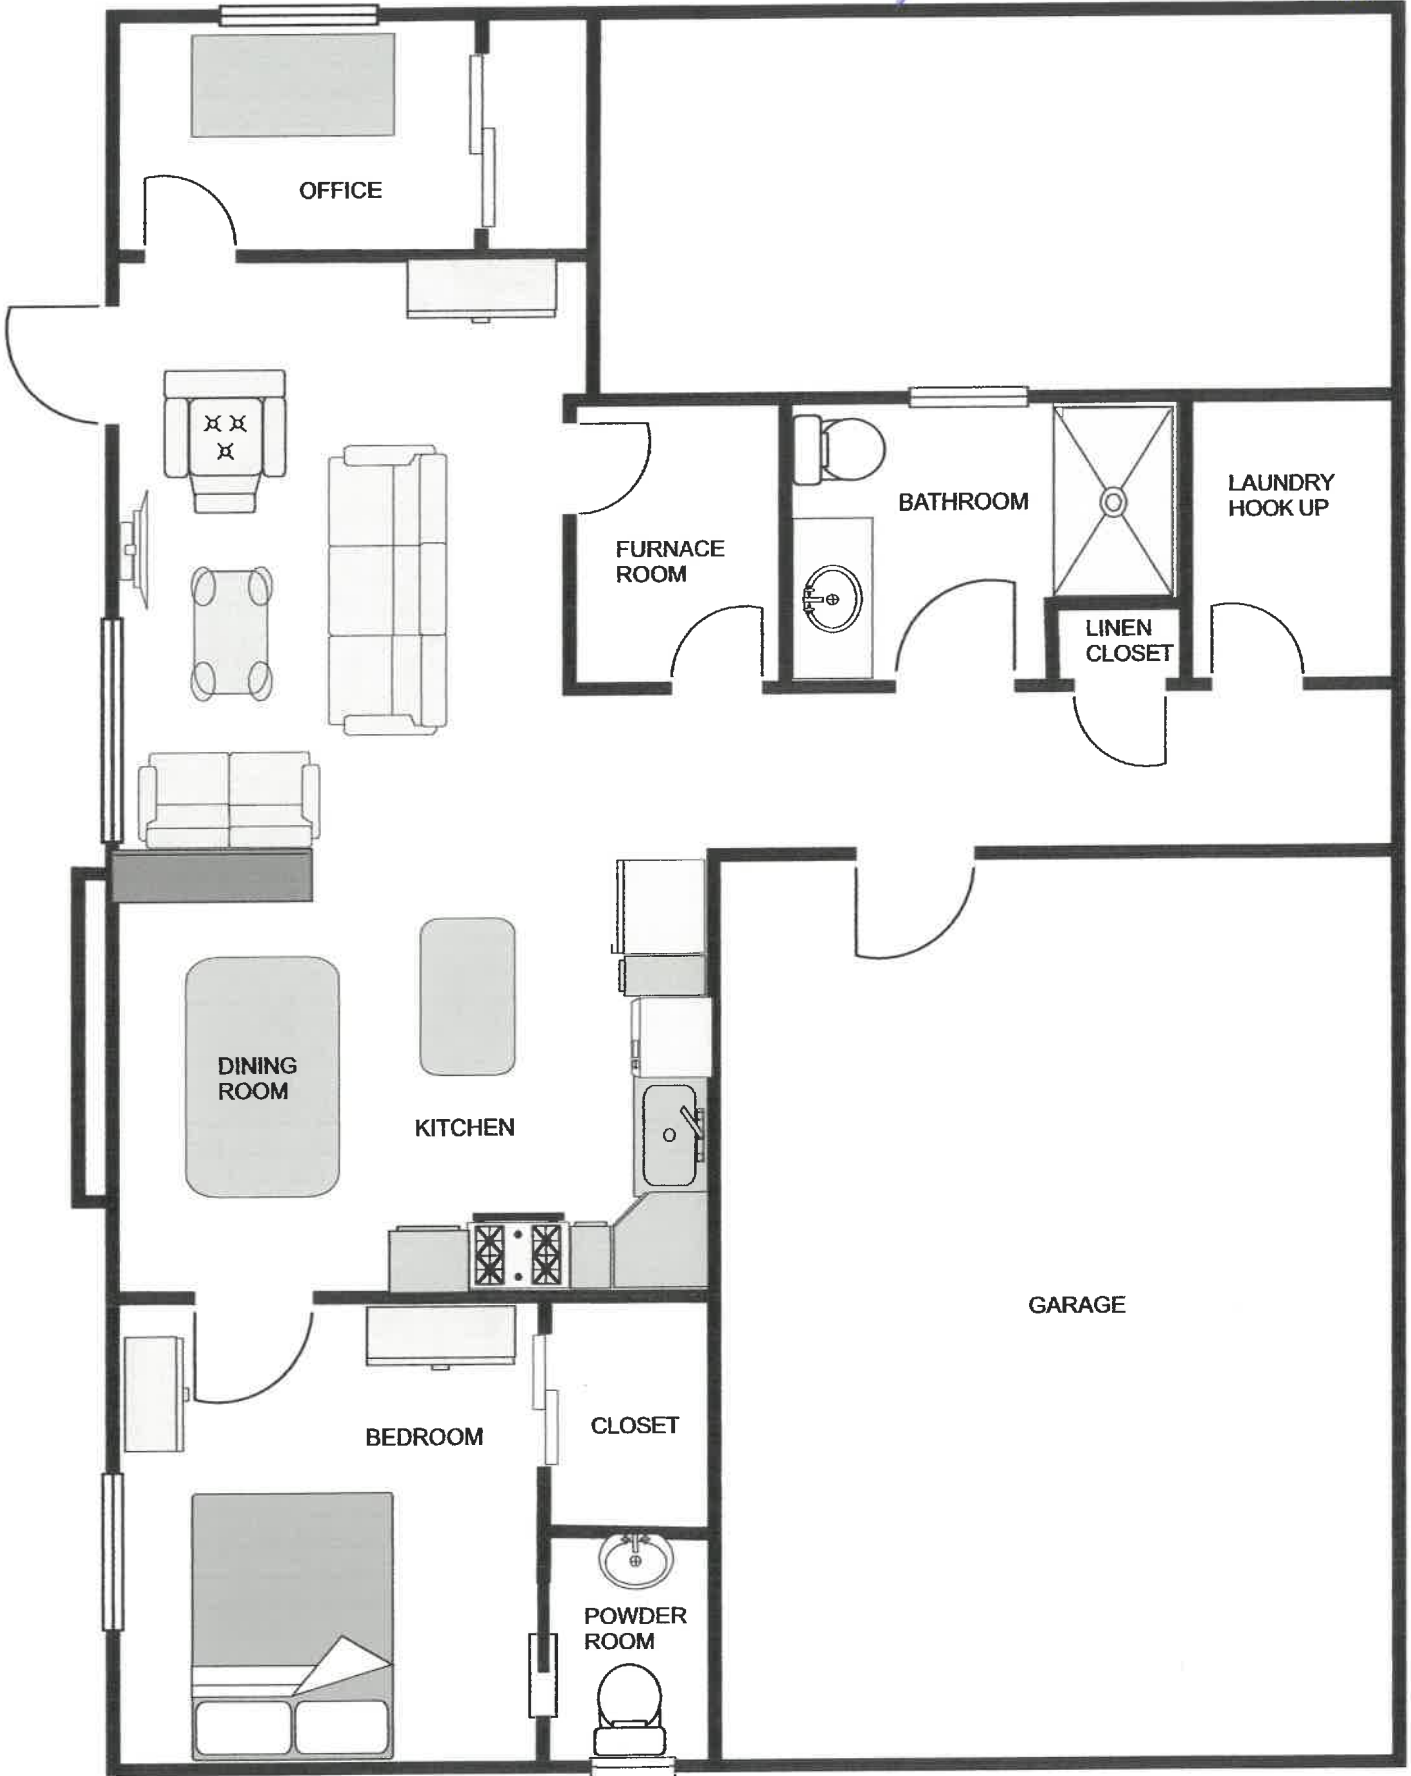 OFFICE
BATHROOM
LAUNDRY
HOOK UP
FURNACE
ROOM
LINEN
CLOSET
DINING
ROOM
KITCHEN
GARAGE
BEDROOM
CLOSET
POWDER
ROOM